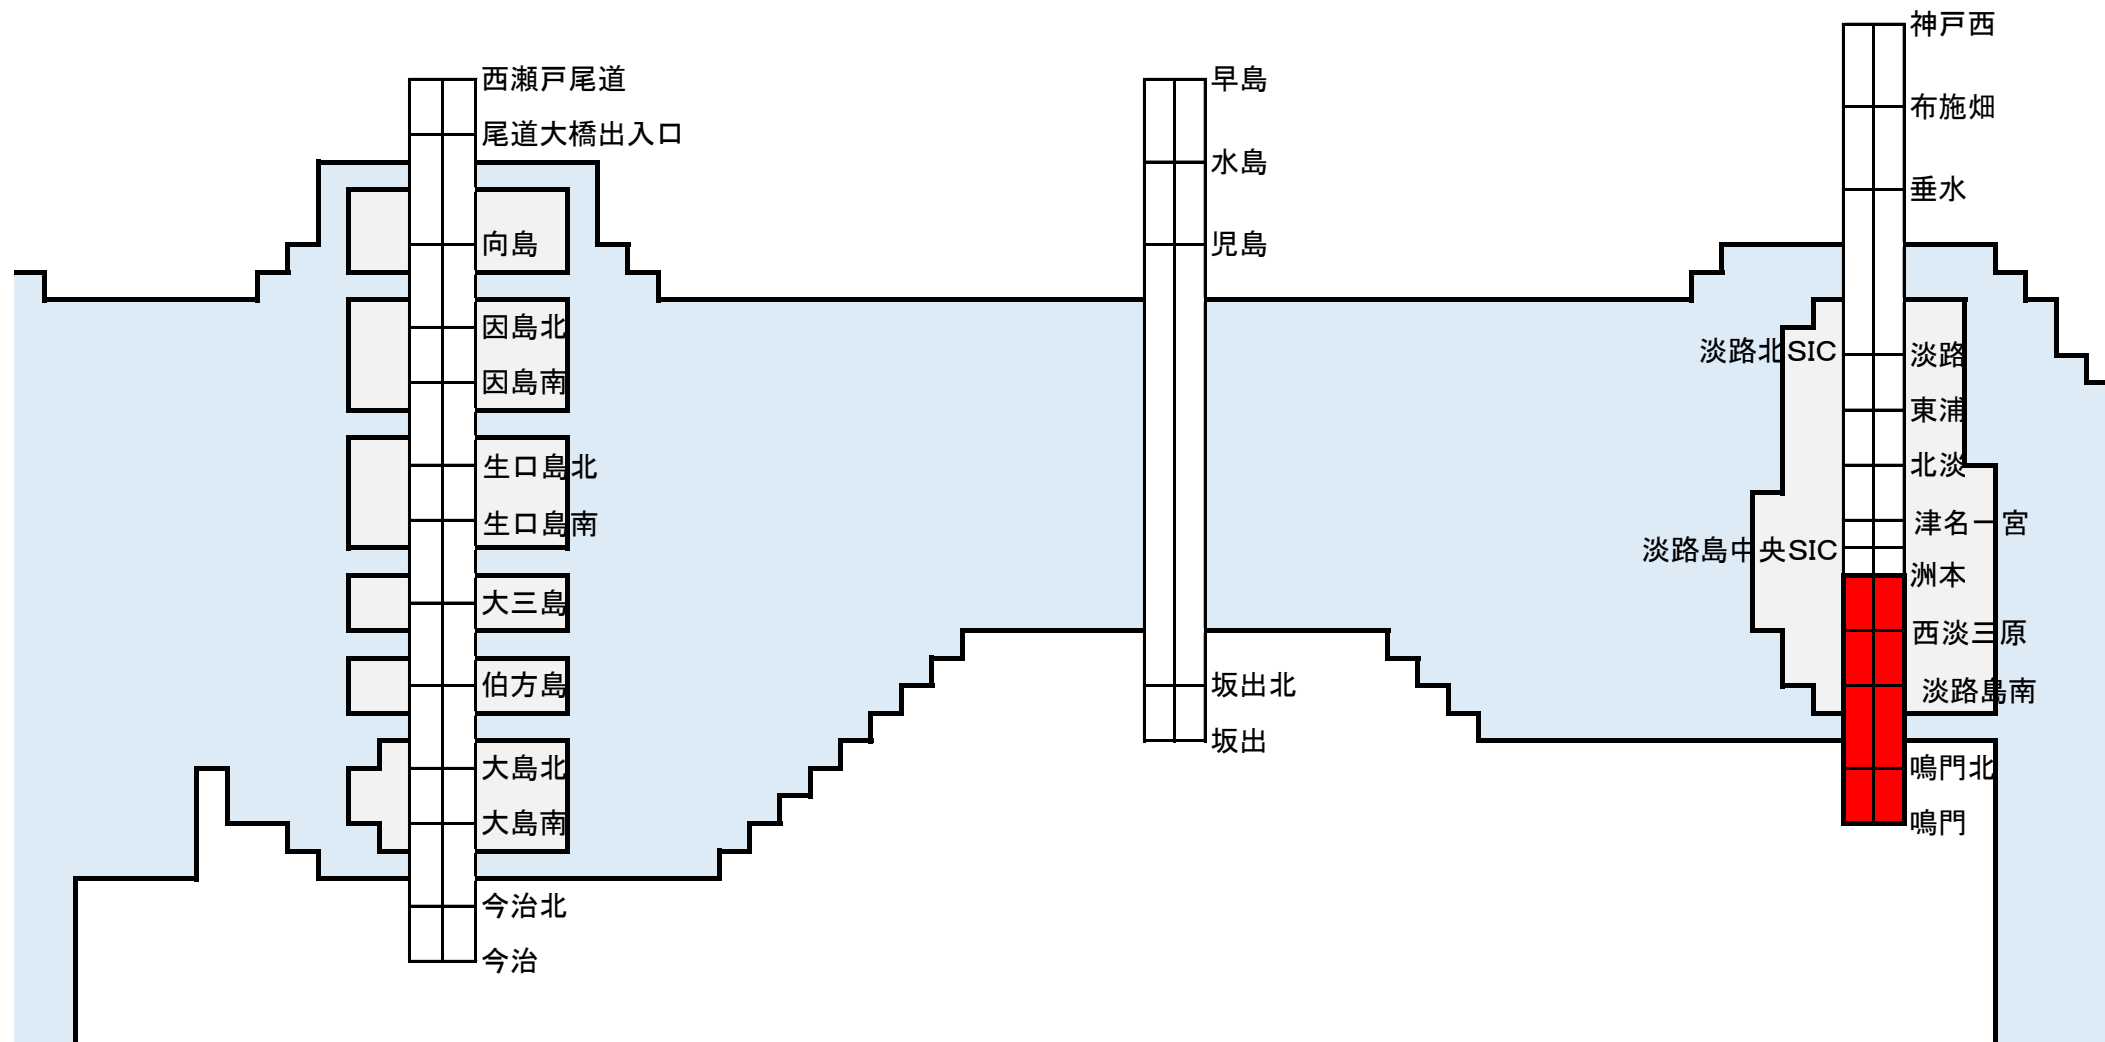 西瀬戸尾道
尾道大橋出入口
向島
因島北
因島南
生口島北
生口島南
大三島
伯方島
大島北
大島南
今治北
今治
早島
水島
児島
坂出北
坂出
神戸西
布施畑
垂水
淡路北SIC
淡路
東浦
北淡
津名一宮
淡路島中央SIC
洲本
西淡三原
淡路島南
鳴門北
鳴門